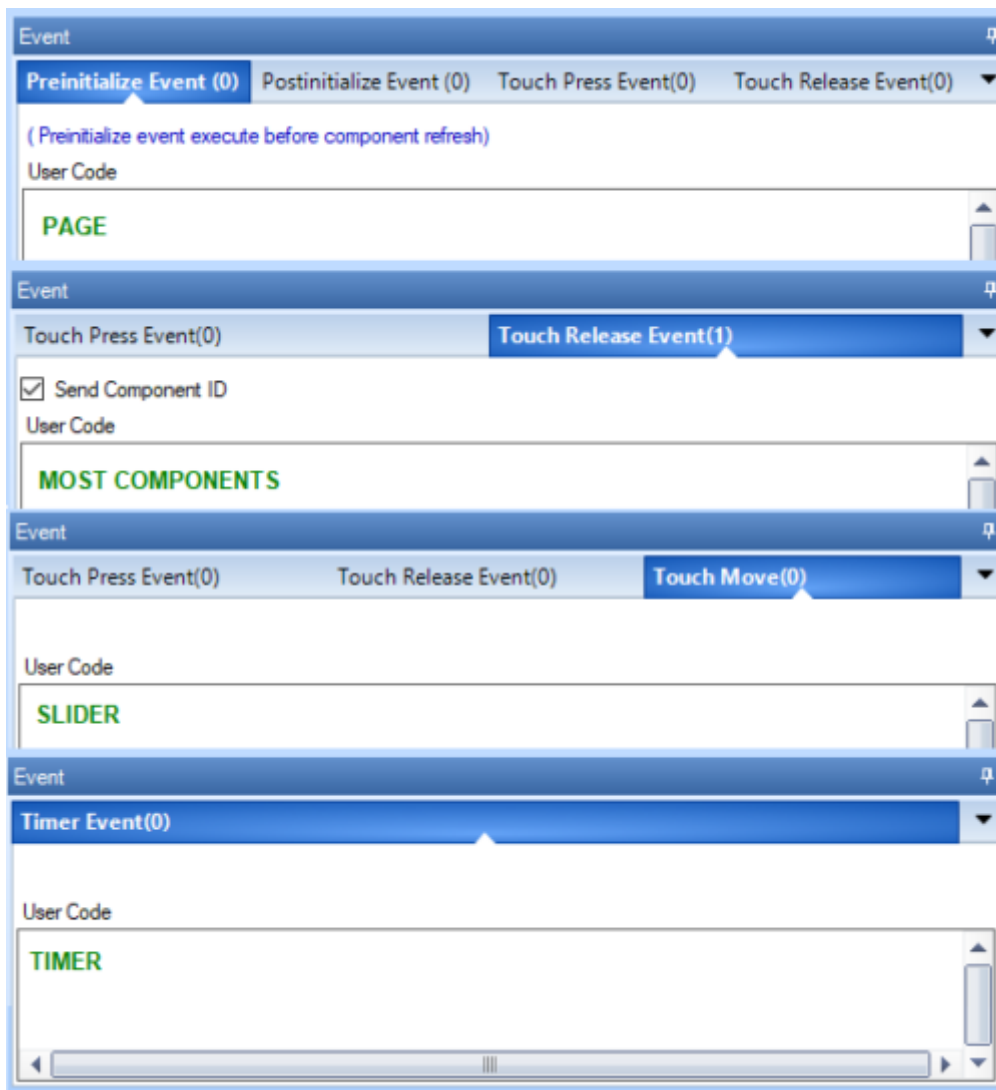 Event
Preinitialize Event (0) Postinitialize Event (0) Touch Press Event(0) Touch Release Event(0)
( Preinitialize event execute before component refresh)
User Code
PAGE
Event
Touch Press Event(0) Touch Release Event(1)
Send Component ID
User Code
MOST COMPONENTS
Event
Touch Press Event(0) Touch Release Event(0) Touch Move(0)
User Code
SLIDER
Event
Timer Event(0)
User Code
TIMER